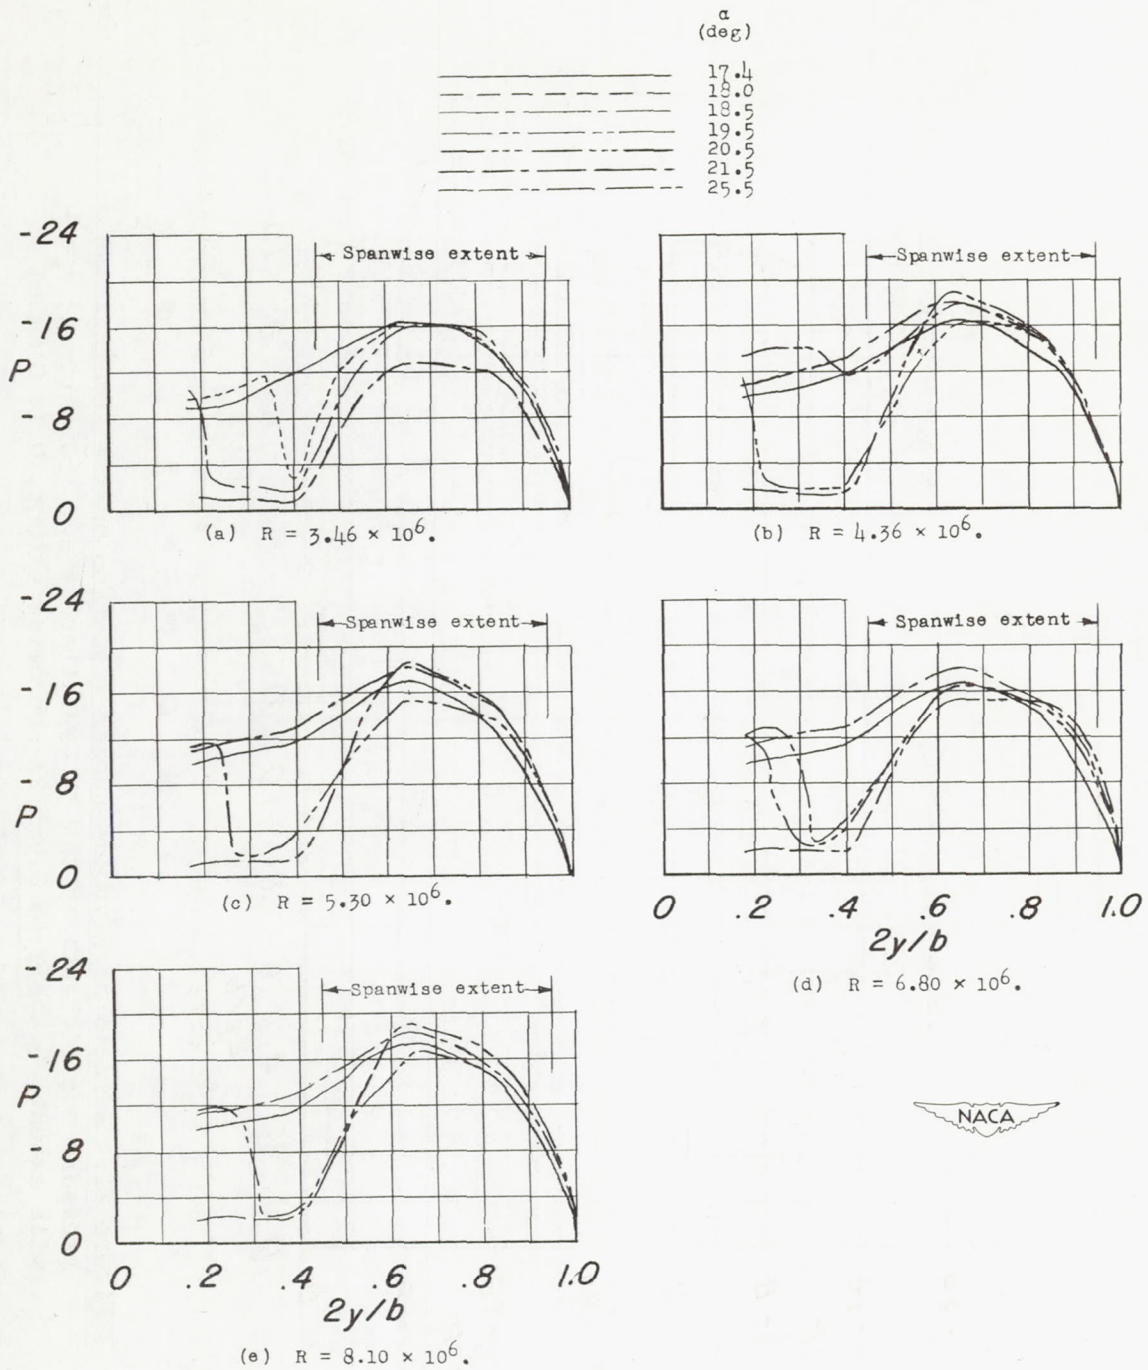 α
(deg)
17.4
18.0
18.5
19.5
20.5
21.5
25.5
-24
-16
P
-8
0
Spanwise extent
(a) R = 3.46 × 10⁶.
Spanwise extent
(b) R = 4.36 × 10⁶.
-24
-16
-8
P
0
Spanwise extent
(c) R = 5.30 × 10⁶.
Spanwise extent
0 .2 .4 .6 .8 1.0
2y/b
(d) R = 6.80 × 10⁶.
-24
-16
P
-8
0
Spanwise extent
0 .2 .4 .6 .8 1.0
2y/b
(e) R = 8.10 × 10⁶.
NACA